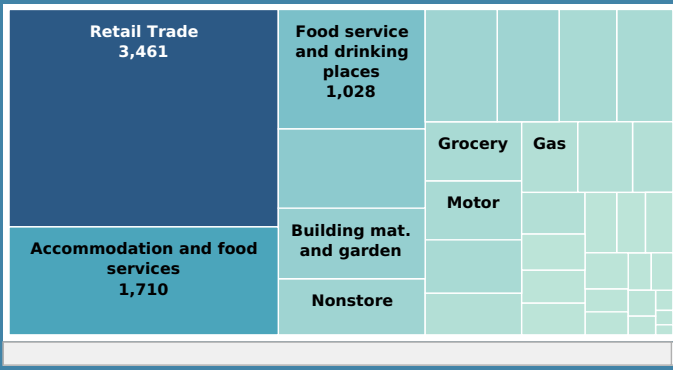 Retail Trade
3,461
Accommodation and food
services
1,710
Food service
and drinking
places
1,028
Building mat.
and garden
Nonstore
Grocery
Gas
Motor